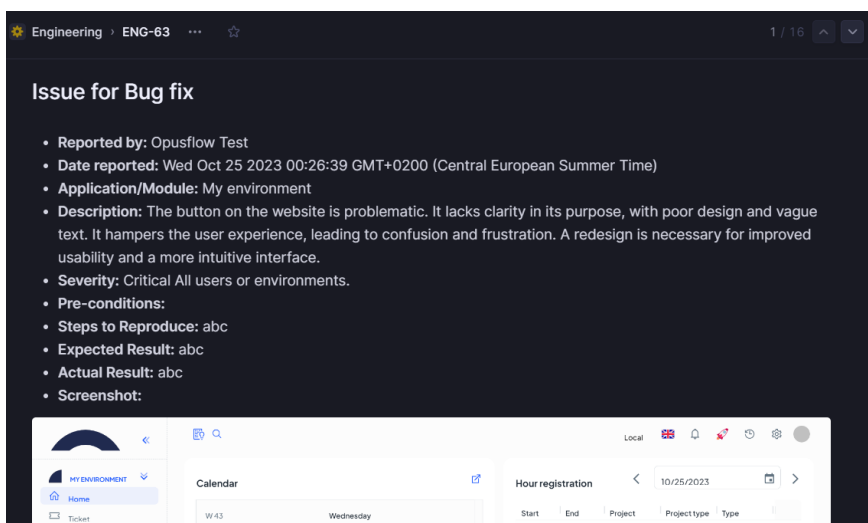 Engineering › ENG-63 ··· 1 / 16
Issue for Bug fix
• Reported by: Opusflow Test
• Date reported: Wed Oct 25 2023 00:26:39 GMT+0200 (Central European Summer Time)
• Application/Module: My environment
• Description: The button on the website is problematic. It lacks clarity in its purpose, with poor design and vague
text. It hampers the user experience, leading to confusion and frustration. A redesign is necessary for improved
usability and a more intuitive interface.
• Severity: Critical All users or environments.
• Pre-conditions:
• Steps to Reproduce: abc
• Expected Result: abc
• Actual Result: abc
• Screenshot:
Local
MY ENVIRONMENT
Home
Ticket
Calendar
W 43 Wednesday
Hour registration 10/25/2023
Start End Project Project type Type